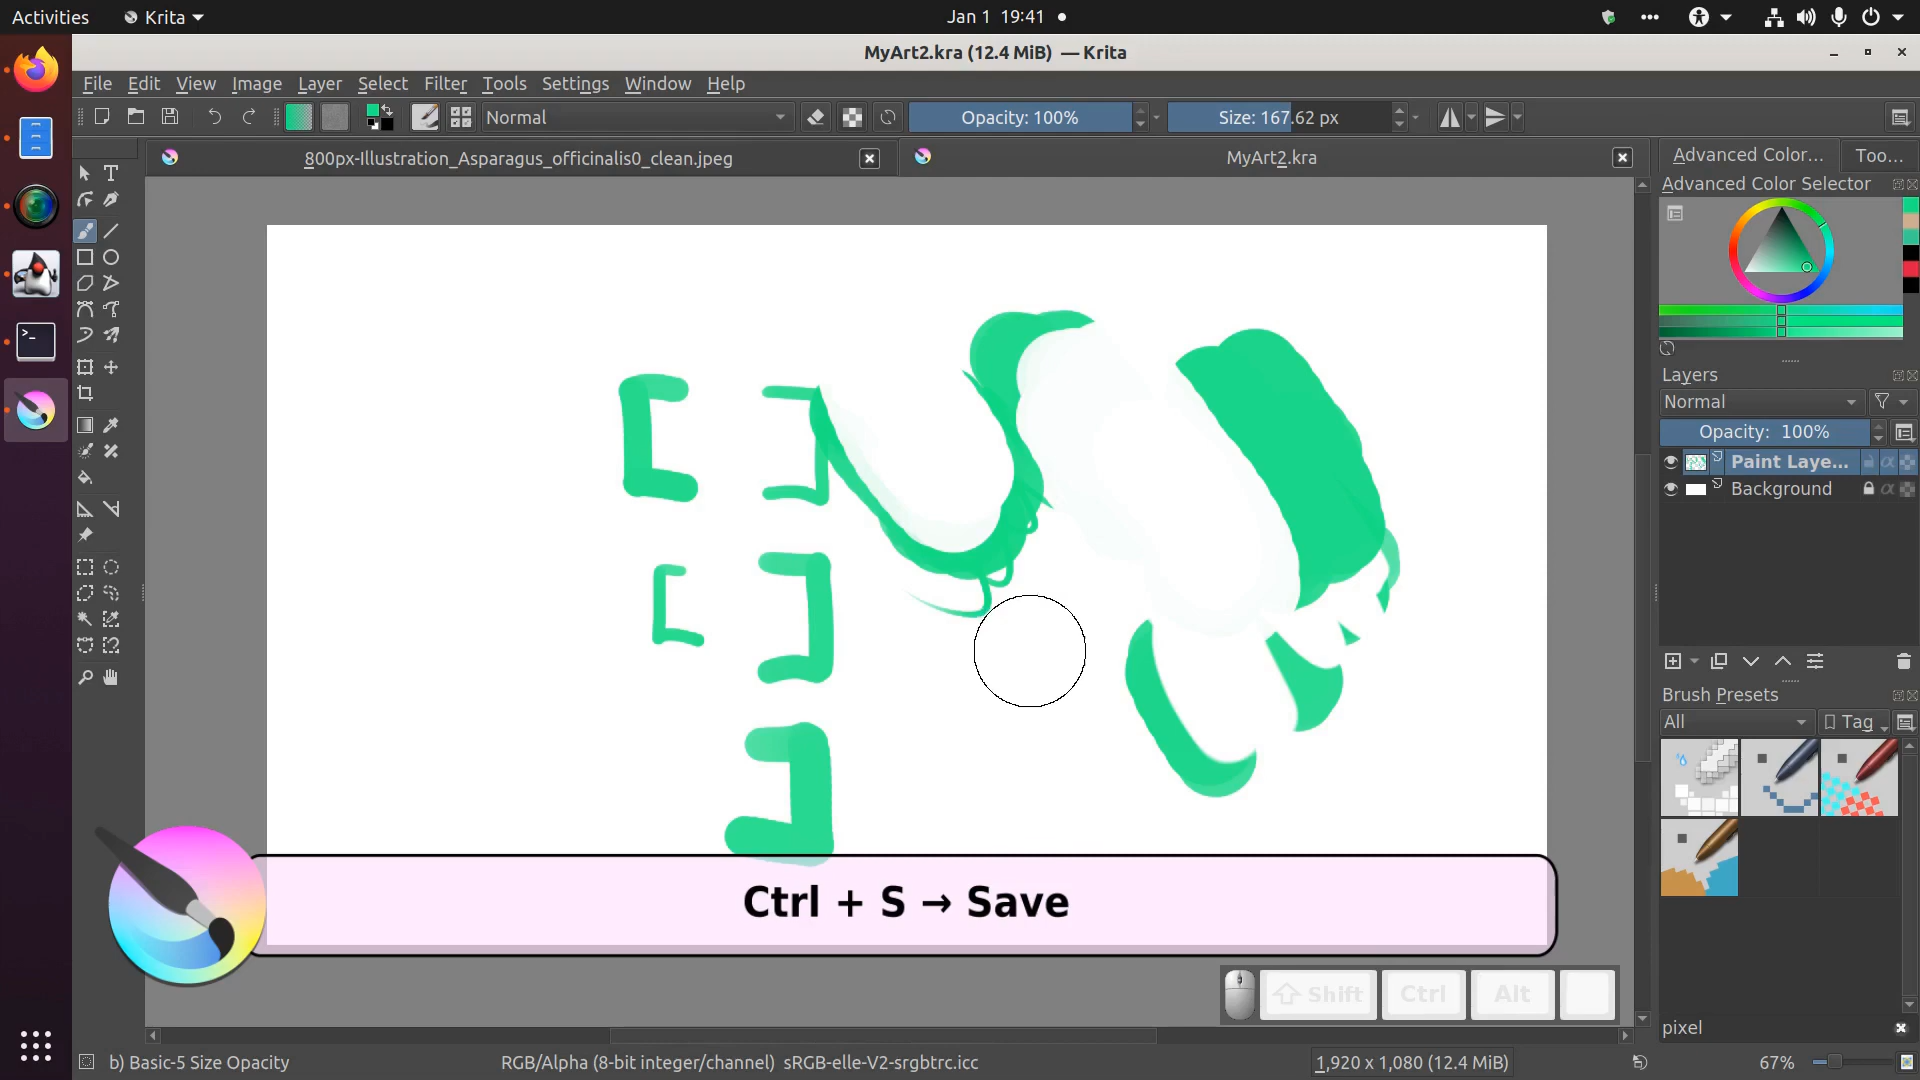 Activities Krita Jan 1 19:41
MyArt2.kra (12.4 MiB) — Krita
File Edit View Image Layer Select Filter Tools Settings Window Help
Normal Opacity: 100% Size: 167.62 px
800px-Illustration_Asparagus_officinalis0_clean.jpeg MyArt2.kra
Advanced Color... Too...
Advanced Color Selector
Layers
Normal
Opacity: 100%
Paint Laye...
Background
Brush Presets
All Tag
Ctrl + S → Save
Shift Ctrl Alt
pixel
b) Basic-5 Size Opacity RGB/Alpha (8-bit integer/channel) sRGB-elle-V2-srgbtrc.icc 1,920 x 1,080 (12.4 MiB) 67%